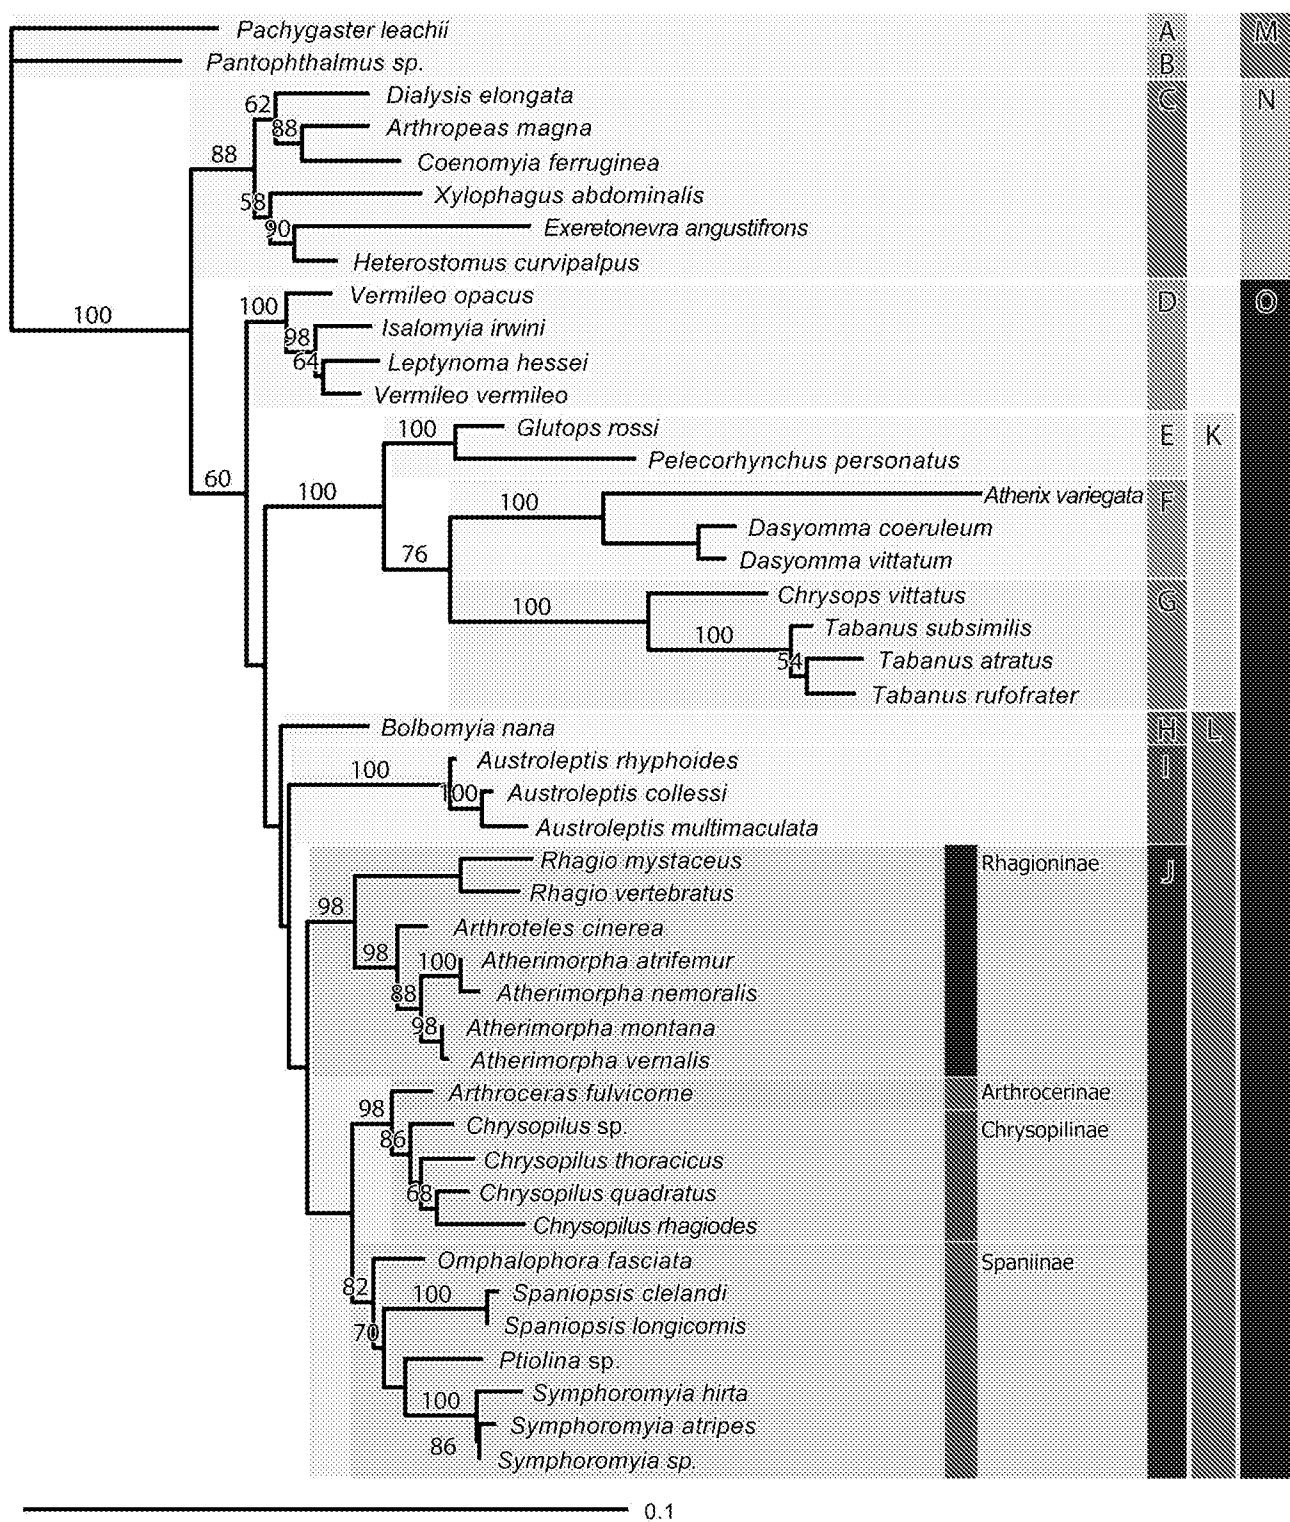 Pachygaster leachii A M
Pantophthalmus sp. B
62 Dialysis elongata C N
88 Arthropeas magna
88 Coenomyia ferruginea
58 Xylophagus abdominalis
90 Exeretonevra angustifrons
Heterostomus curvipalpus
100 100 Vermileo opacus D O
98 Isalomyia irwini
64 Leptynoma hessei
Vermileo vermileo
100 Glutops rossi E K
Pelecorhynchus personatus
60 100 100 Atherix variegata F
Dasyomma coeruleum
76 Dasyomma vittatum
100 Chrysops vittatus G
100 Tabanus subsimilis
54 Tabanus atratus
Tabanus rufofrater
Bolbomyia nana H L
100 Austroleptis rhyphoides I
100 Austroleptis collessi
Austroleptis multimaculata
Rhagio mystaceus Rhagioninae J
98 Rhagio vertebratus
98 Arthroteles cinerea
100 Atherimorpha atrifemur
88 Atherimorpha nemoralis
98 Atherimorpha montana
Atherimorpha vernalis
98 Arthroceras fulvicorne Arthrocerinae
86 Chrysopilus sp. Chrysopilinae
Chrysopilus thoracicus
68 Chrysopilus quadratus
Chrysopilus rhagiodes
82 Omphalophora fasciata Spaniinae
100 Spaniopsis clelandi
70 Spaniopsis longicornis
Ptiolina sp.
100 Symphoromyia hirta
86 Symphoromyia atripes
Symphoromyia sp.
0.1